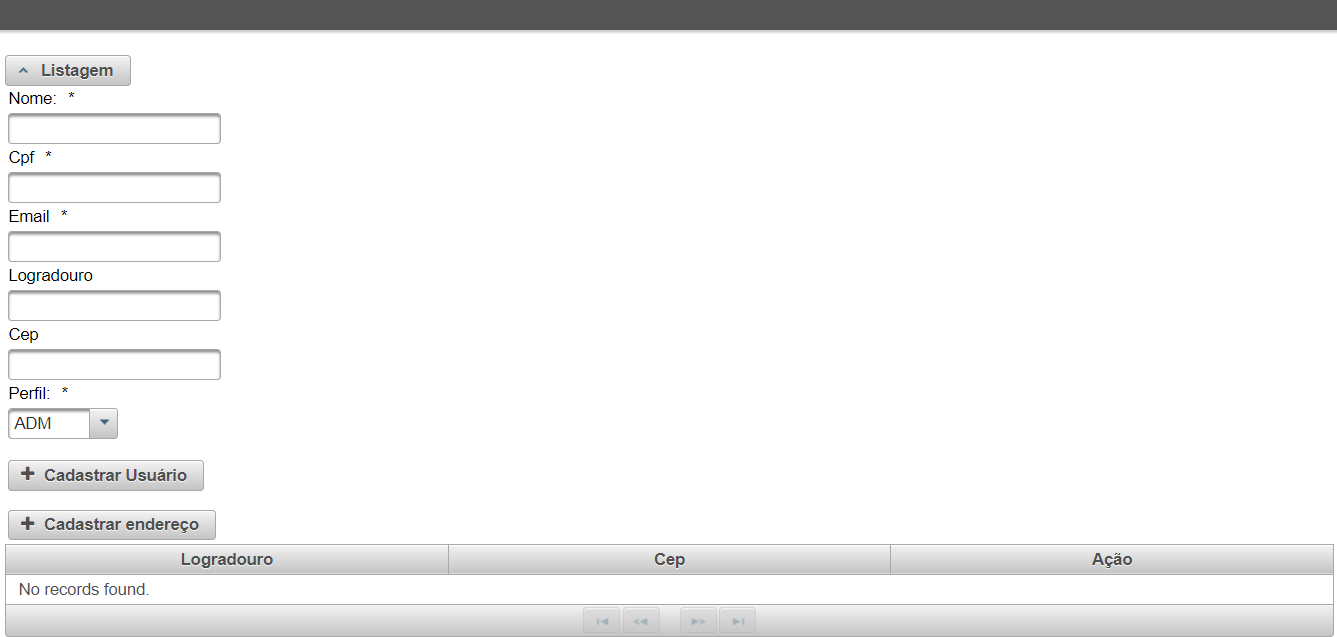 Listagem
Nome: *
Cpf *
Email *
Logradouro
Cep
Perfil: *
ADM
Cadastrar Usuário
Cadastrar endereço
Logradouro Cep Ação
No records found.